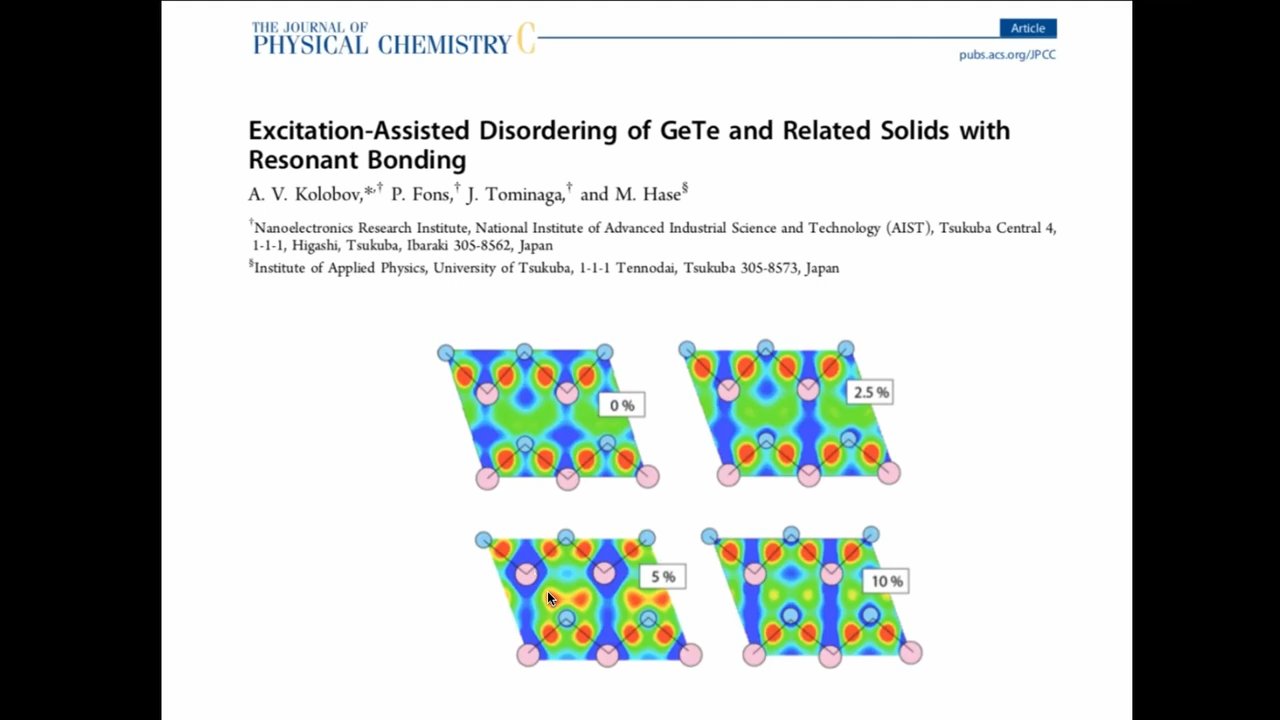 THE JOURNAL OF
PHYSICAL CHEMISTRY C
Article
pubs.acs.org/JPCC
Excitation-Assisted Disordering of GeTe and Related Solids with
Resonant Bonding
A. V. Kolobov,*,† P. Fons,† J. Tominaga,† and M. Hase§
†Nanoelectronics Research Institute, National Institute of Advanced Industrial Science and Technology (AIST), Tsukuba Central 4,
1-1-1, Higashi, Tsukuba, Ibaraki 305-8562, Japan
§Institute of Applied Physics, University of Tsukuba, 1-1-1 Tennodai, Tsukuba 305-8573, Japan
0 %
2.5 %
5 %
10 %